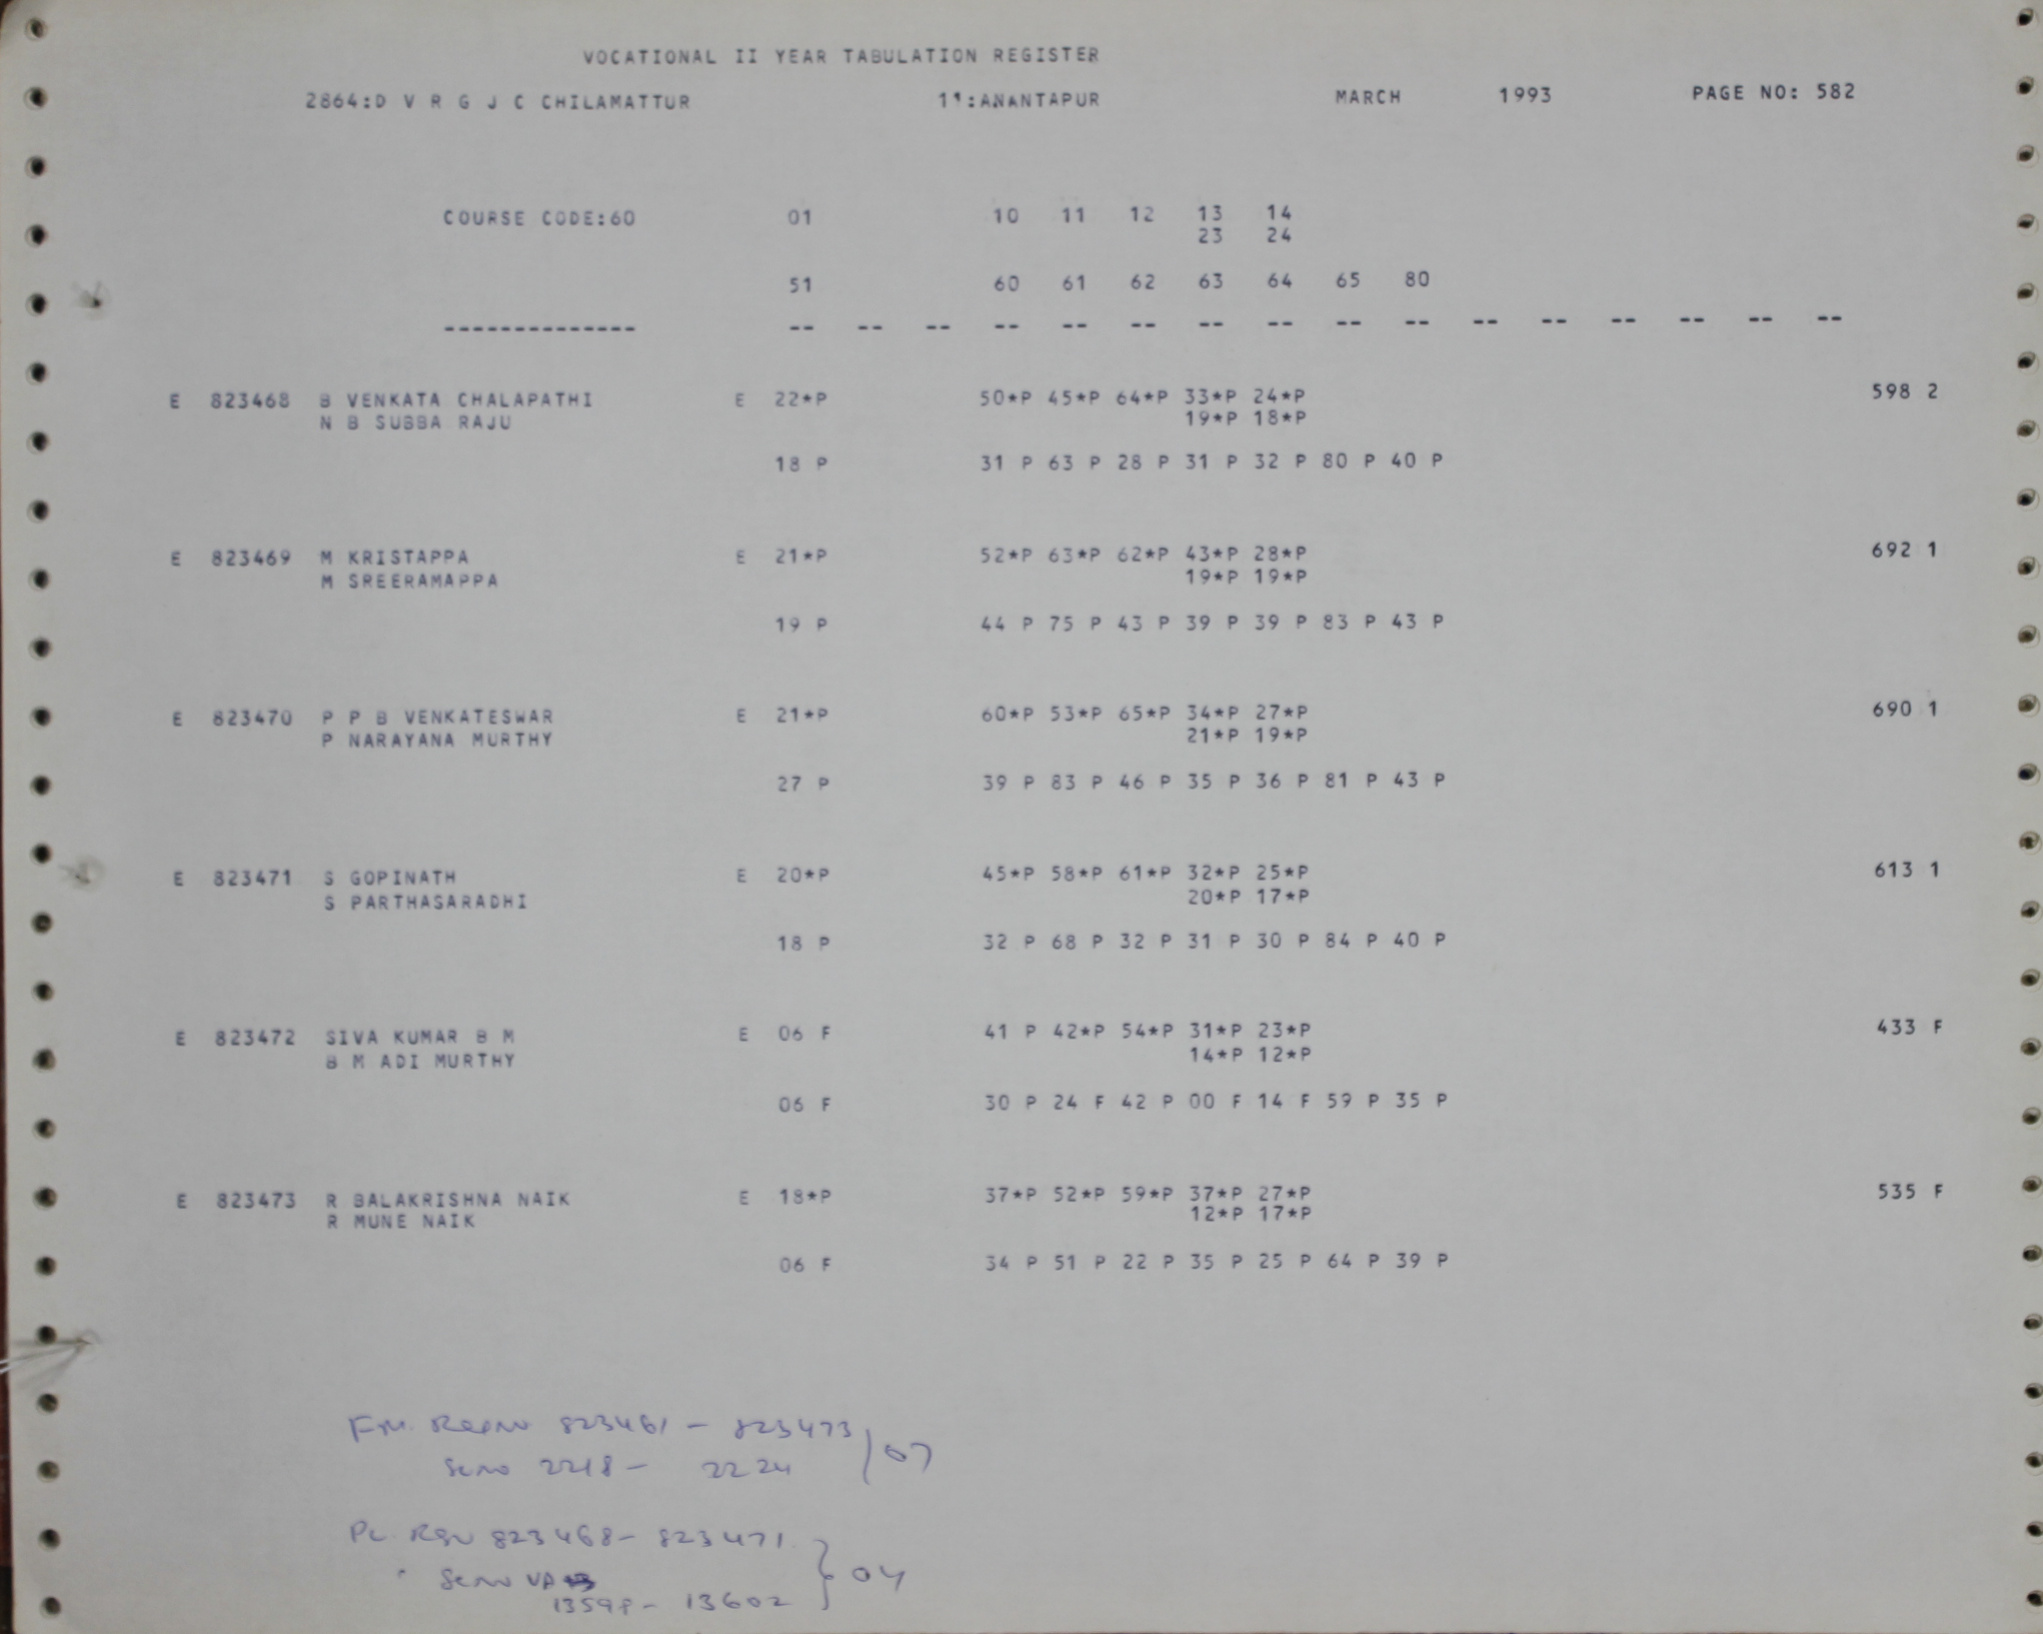 VOCATIONAL II YEAR TABULATION REGISTER
2864:D V R G J C CHILAMATTUR 11:ANANTAPUR MARCH 1993 PAGE NO: 582
COURSE CODE:60 01 10 11 12 13 14
23 24
51 60 61 62 63 64 65 80
-------------- -- -- -- -- -- -- -- -- -- -- -- -- -- -- -- --
E 823468 B VENKATA CHALAPATHI E 22*P 50*P 45*P 64*P 33*P 24*P 598 2
N B SUBBA RAJU 19*P 18*P
18 P 31 P 63 P 28 P 31 P 32 P 80 P 40 P
E 823469 M KRISTAPPA E 21*P 52*P 63*P 62*P 43*P 28*P 692 1
M SREERAMAPPA 19*P 19*P
19 P 44 P 75 P 43 P 39 P 39 P 83 P 43 P
E 823470 P P B VENKATESWAR E 21*P 60*P 53*P 65*P 34*P 27*P 690 1
P NARAYANA MURTHY 21*P 19*P
27 P 39 P 83 P 46 P 35 P 36 P 81 P 43 P
E 823471 S GOPINATH E 20*P 45*P 58*P 61*P 32*P 25*P 613 1
S PARTHASARADHI 20*P 17*P
18 P 32 P 68 P 32 P 31 P 30 P 84 P 40 P
E 823472 SIVA KUMAR B M E 06 F 41 P 42*P 54*P 31*P 23*P 433 F
B M ADI MURTHY 14*P 12*P
06 F 30 P 24 F 42 P 00 F 14 F 59 P 35 P
E 823473 R BALAKRISHNA NAIK E 18*P 37*P 52*P 59*P 37*P 27*P 535 F
R MUNE NAIK 12*P 17*P
06 F 34 P 51 P 22 P 35 P 25 P 64 P 39 P
823461 - 823473
2218 - 2224 07
823468 - 823471
04
13598 - 13602